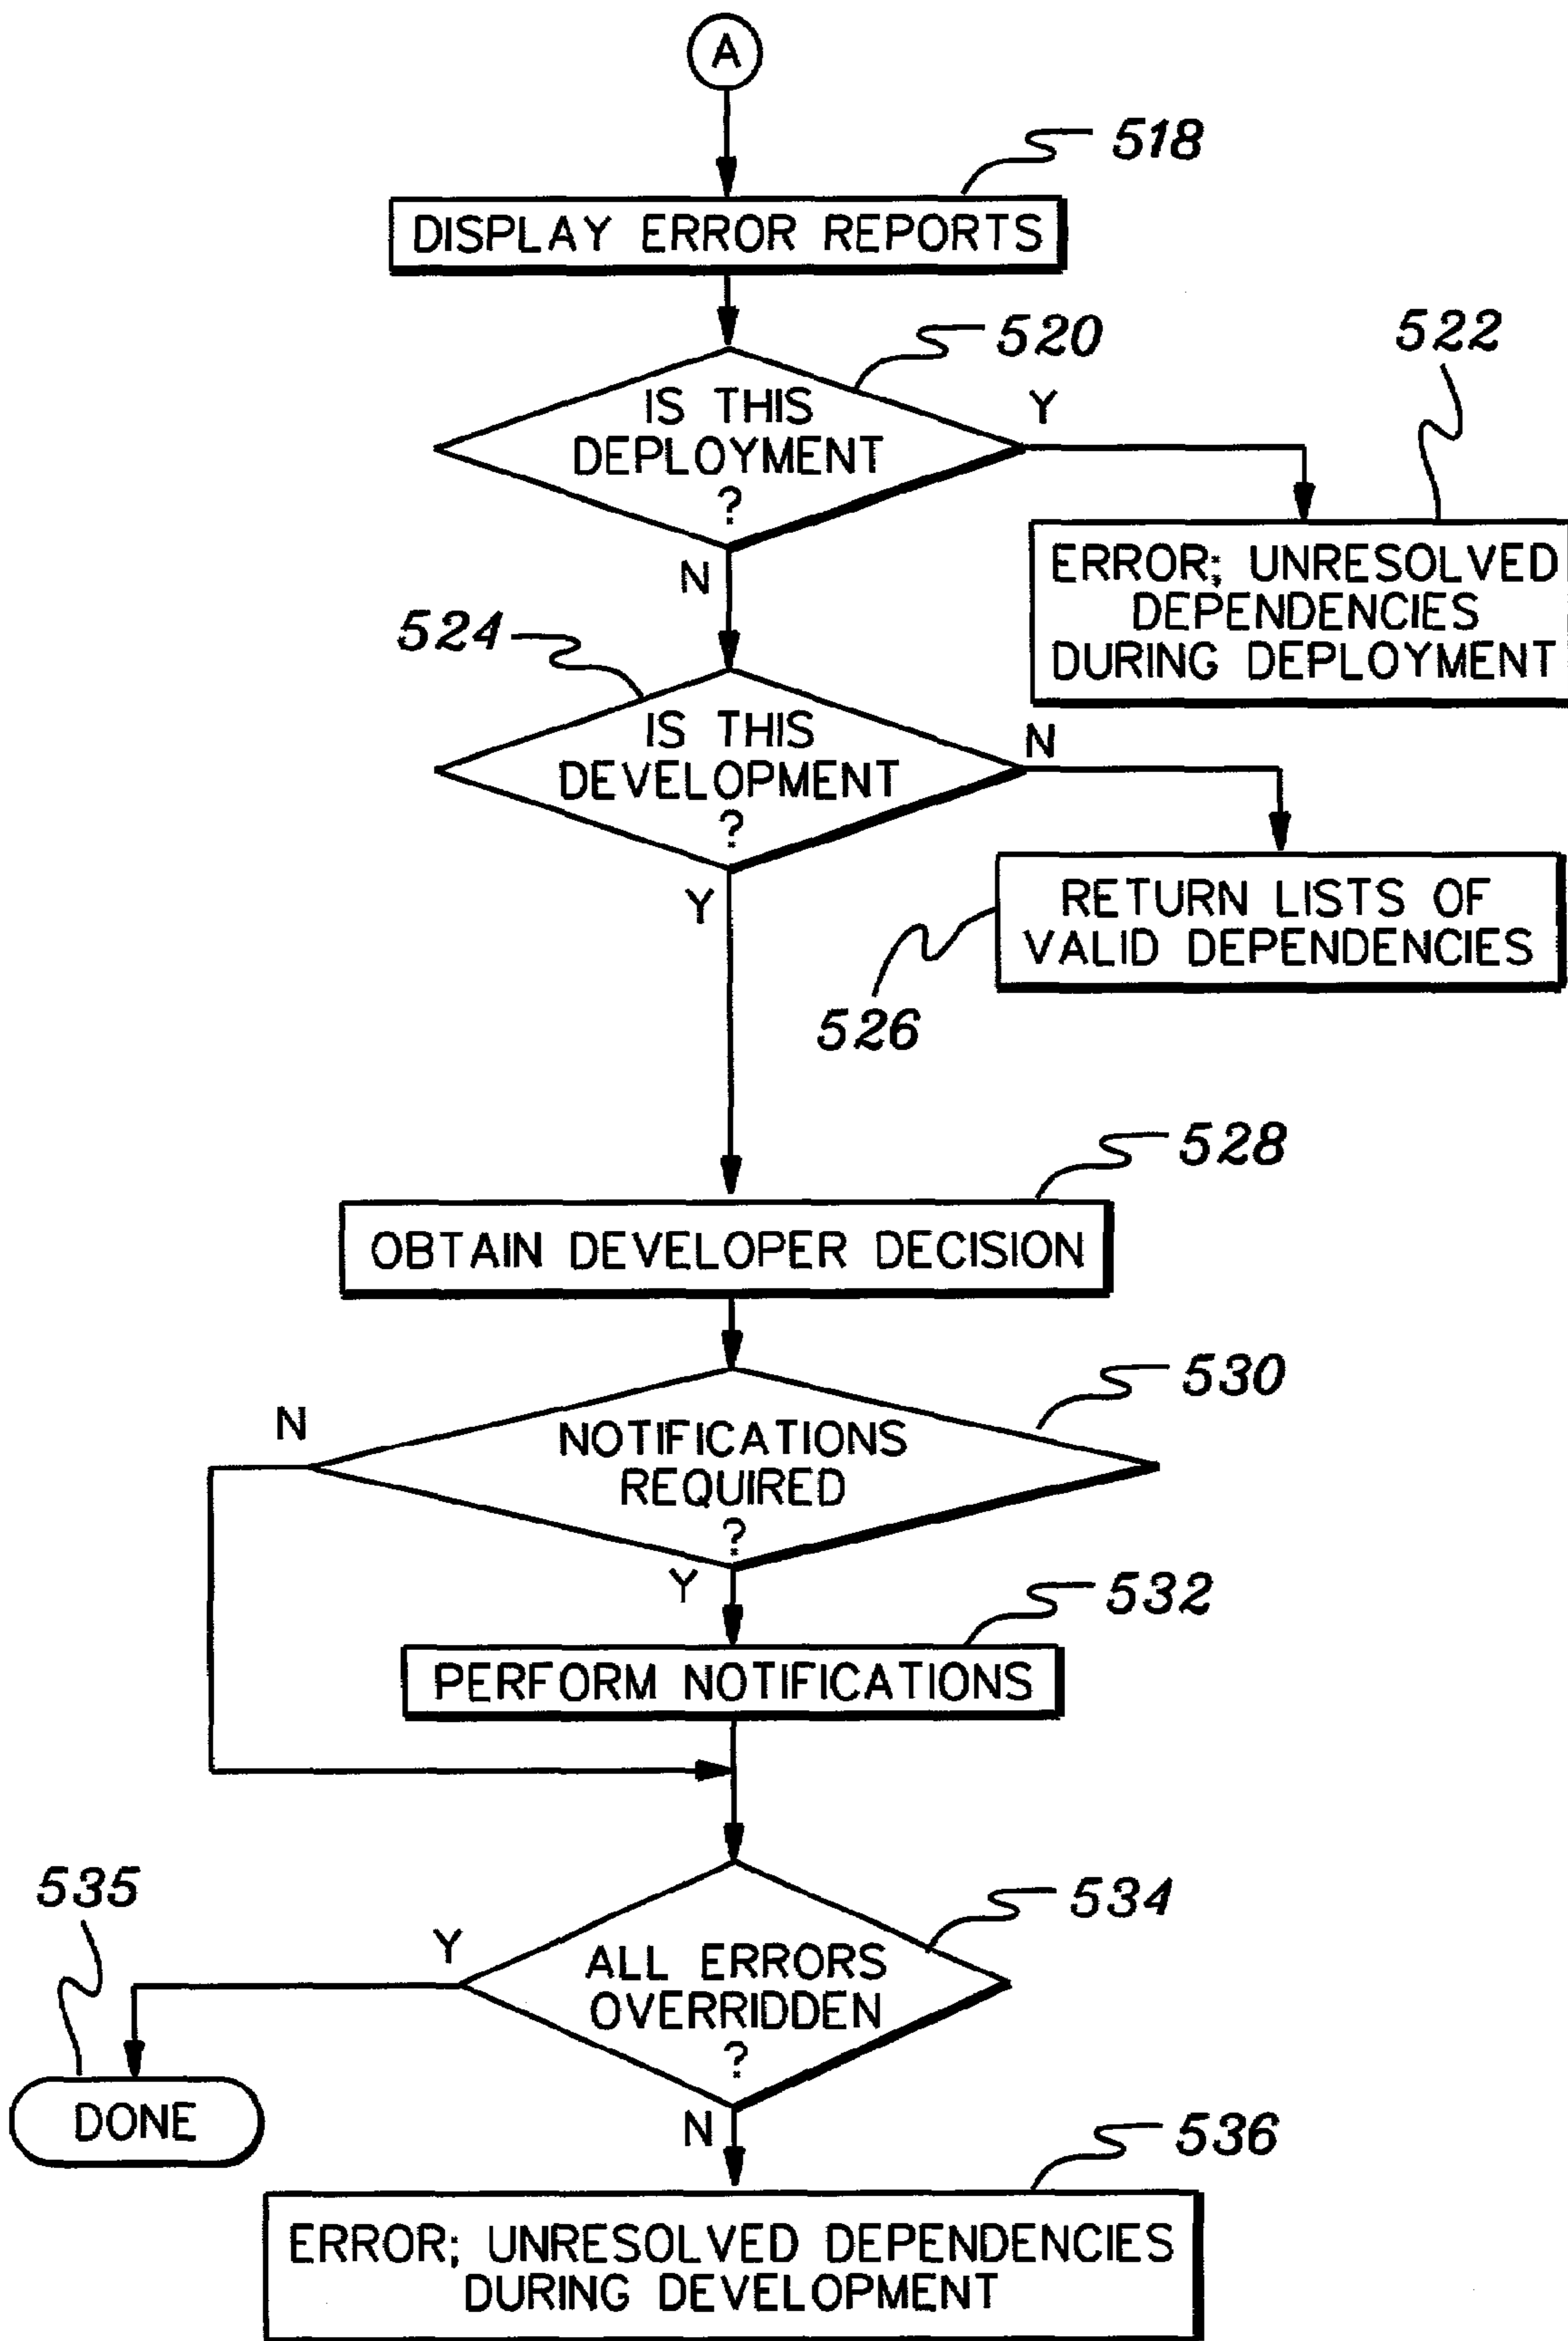 A
518
DISPLAY ERROR REPORTS
520
522
IS THIS
DEPLOYMENT
?
Y
N
ERROR; UNRESOLVED
DEPENDENCIES
DURING DEPLOYMENT
524
IS THIS
DEVELOPMENT
?
N
Y
RETURN LISTS OF
VALID DEPENDENCIES
526
528
OBTAIN DEVELOPER DECISION
530
N
NOTIFICATIONS
REQUIRED
?
Y
532
PERFORM NOTIFICATIONS
535
534
Y
ALL ERRORS
OVERRIDDEN
?
DONE
N
536
ERROR; UNRESOLVED DEPENDENCIES
DURING DEVELOPMENT